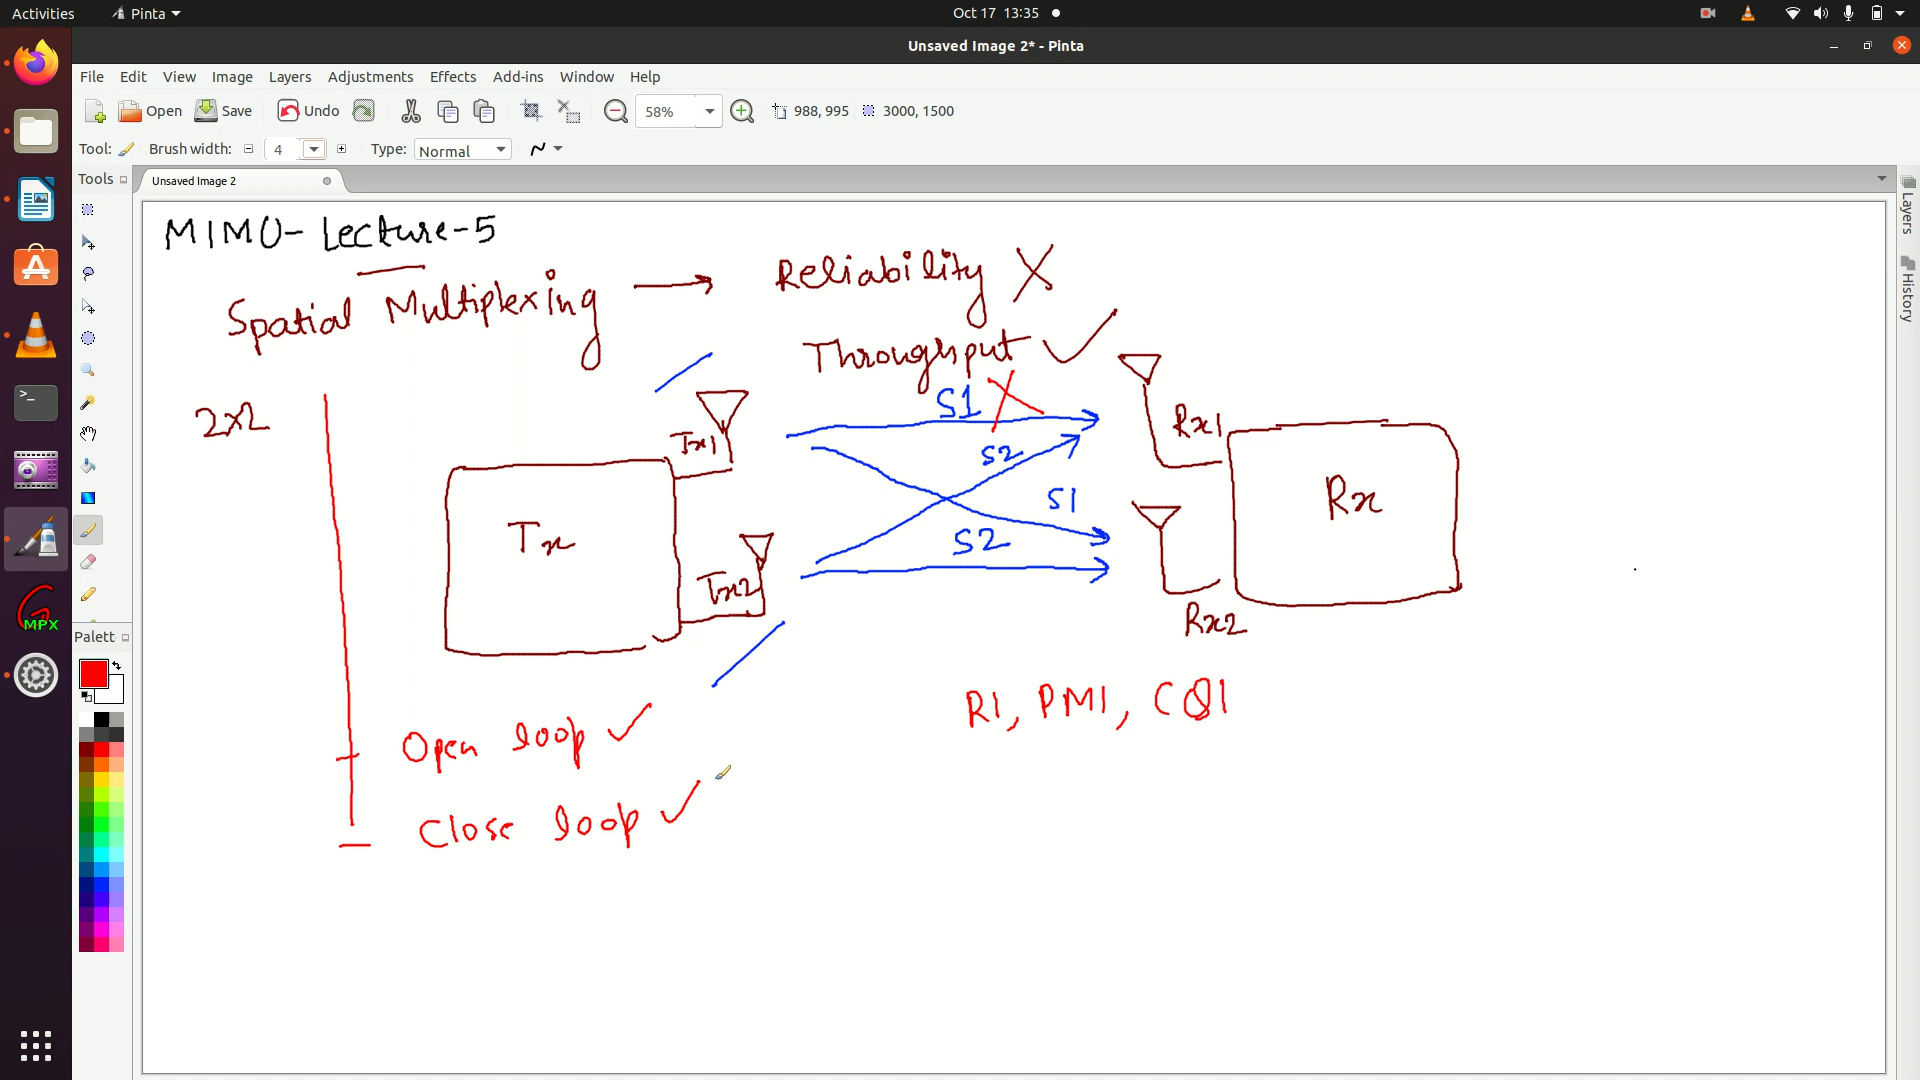 Activities
Pinta
Oct 17 13:35
Unsaved Image 2* - Pinta
File Edit View Image Layers Adjustments Effects Add-ins Window Help
Open Save Undo 58% 988, 995 3000, 1500
Tool: Brush width: 4 Type: Normal
Tools
Unsaved Image 2
Layers
History
MIMO- Lecture-5
Spatial Multiplexing → Reliability X
Throughput ✓
2x2
Tx
Tx1
Tx2
S1
S2
S1
S2
Rx1
Rx
Rx2
RI, PMI, CQI
Open loop ✓
Close loop ✓
MPX
Palett